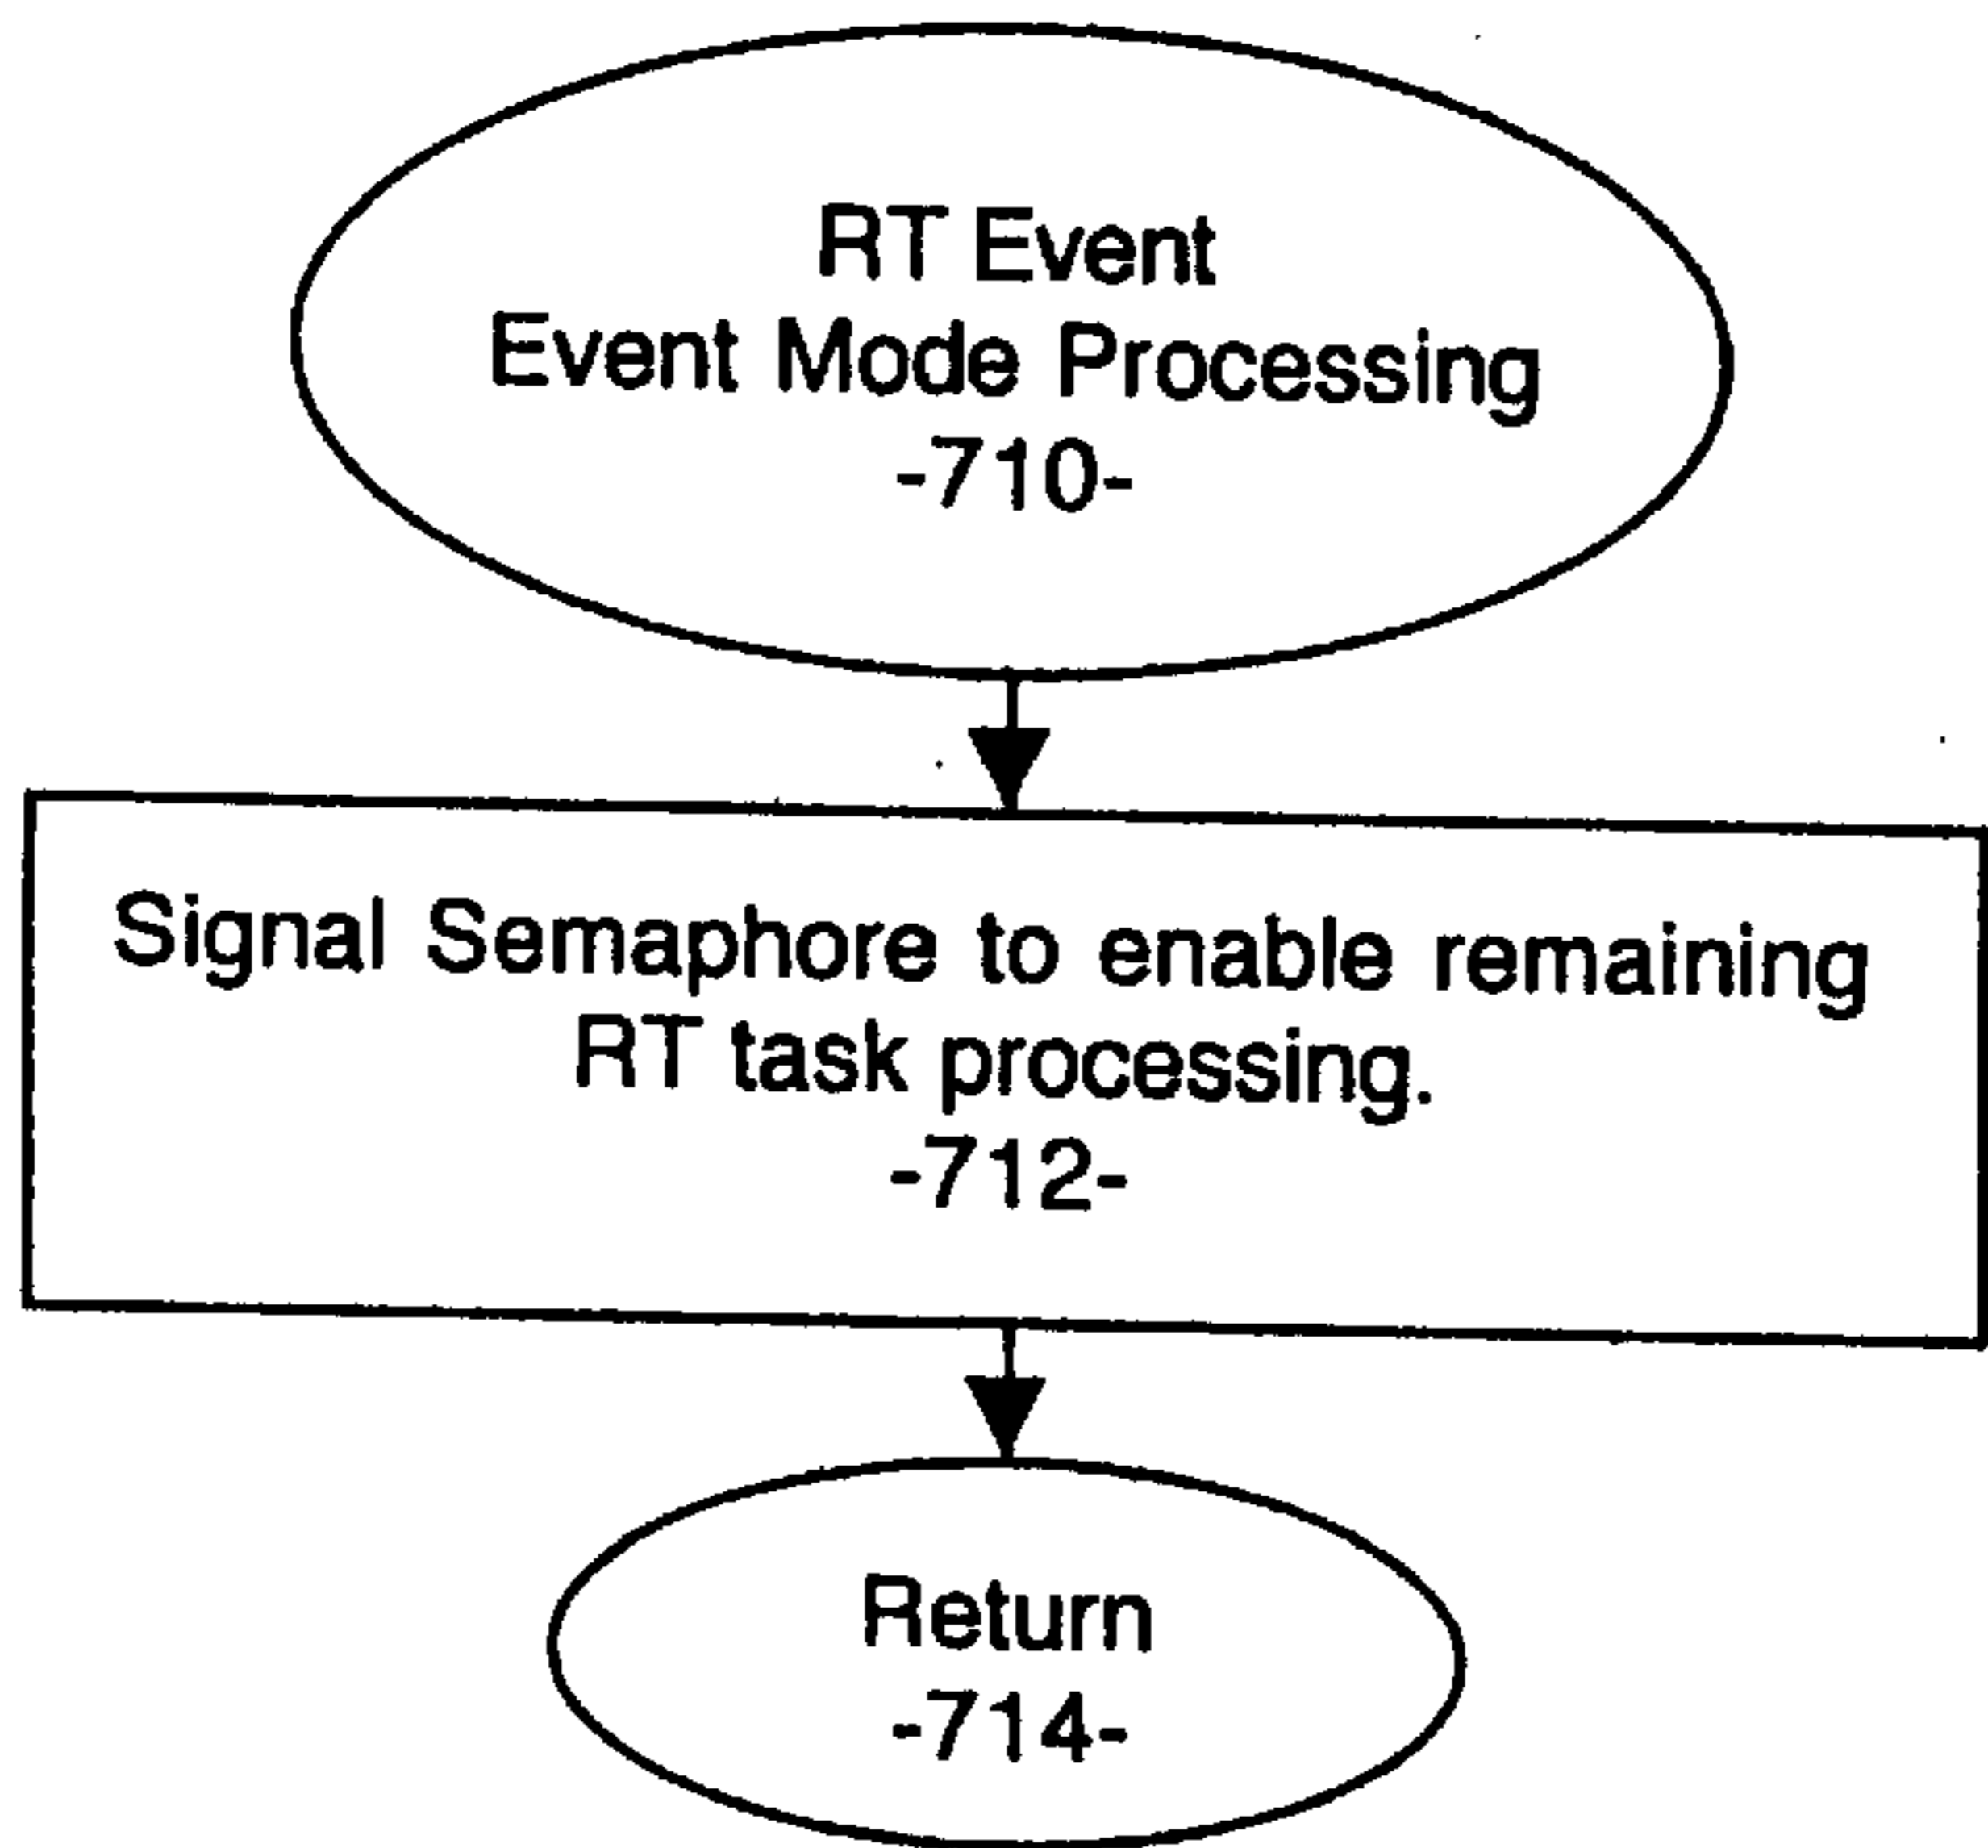 RT Event
Event Mode Processing
-710-
Signal Semaphore to enable remaining
RT task processing.
-712-
Return
-714-